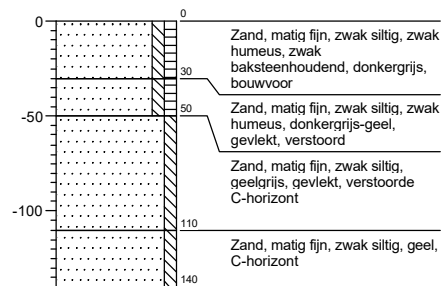 0
0
Zand, matig fijn, zwak siltig, zwak
humeus, zwak
baksteenhoudend, donkergrijs,
bouwvoor
30
-50
50
Zand, matig fijn, zwak siltig, zwak
humeus, donkergrijs-geel,
gevlekt, verstoord
Zand, matig fijn, zwak siltig,
geelgrijs, gevlekt, verstoorde
C-horizont
-100
110
Zand, matig fijn, zwak siltig, geel,
C-horizont
140